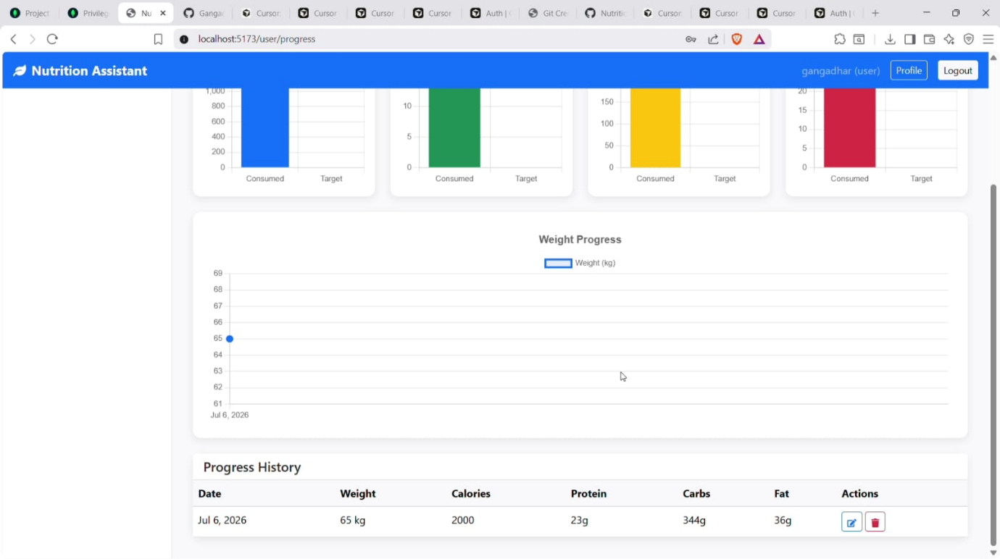 Project
Privileg
Nu
Ganga
Cursor
Cursor
Cursor
Cursor
Auth |
Git Cre
Nutriti
Cursor
Cursor
Cursor
Auth |
localhost:5173/user/progress
Nutrition Assistant
gangadhar (user) Profile Logout
1,000
800
600
400
200
0
Consumed Target
10
5
0
Consumed Target
150
100
50
0
Consumed Target
20
15
10
5
0
Consumed Target
Weight Progress
Weight (kg)
69
68
67
66
65
64
63
62
61
Jul 6, 2026
Progress History
Date Weight Calories Protein Carbs Fat Actions
Jul 6, 2026 65 kg 2000 23g 344g 36g